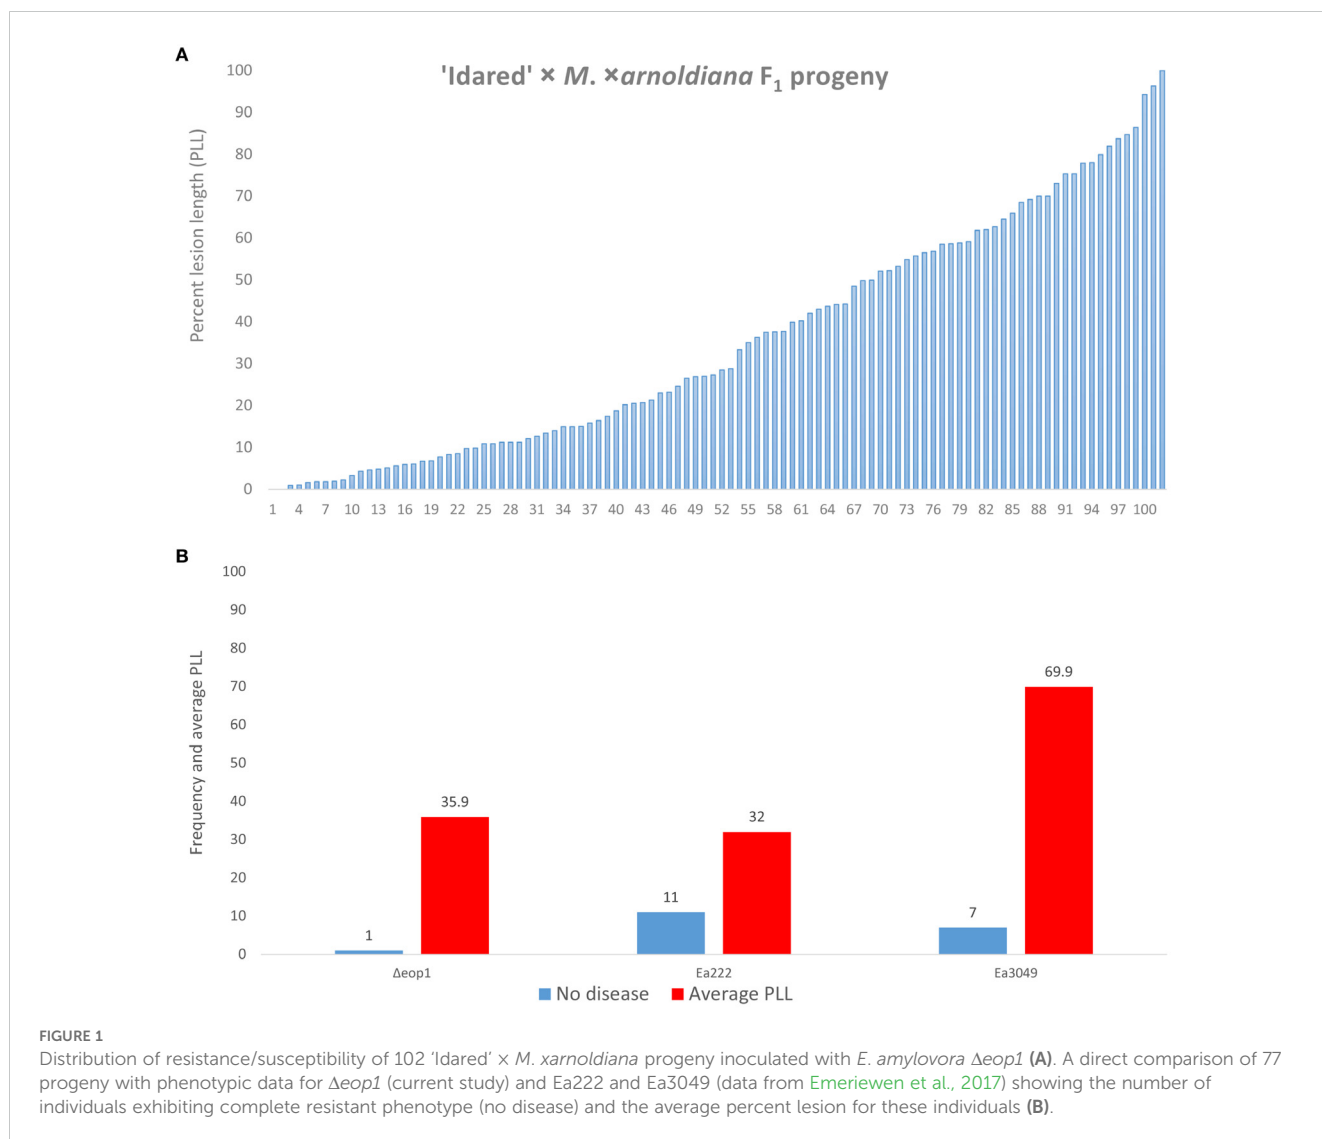 A
'Idared' × M. ×arnoldiana F1 progeny
Percent lesion length (PLL)
100
90
80
70
60
50
40
30
20
10
0
1 4 7 10 13 16 19 22 25 28 31 34 37 40 43 46 49 52 55 58 61 64 67 70 73 76 79 82 85 88 91 94 97 100
B
Frequency and average PLL
100
90
80
70
60
50
40
30
20
10
0
1 35.9 11 32 7 69.9
Δeop1 Ea222 Ea3049
No disease Average PLL
FIGURE 1
Distribution of resistance/susceptibility of 102 ‘Idared’ × M. xarnoldiana progeny inoculated with E. amylovora Δeop1 (A). A direct comparison of 77
progeny with phenotypic data for Δeop1 (current study) and Ea222 and Ea3049 (data from Emeriewen et al., 2017) showing the number of
individuals exhibiting complete resistant phenotype (no disease) and the average percent lesion for these individuals (B).